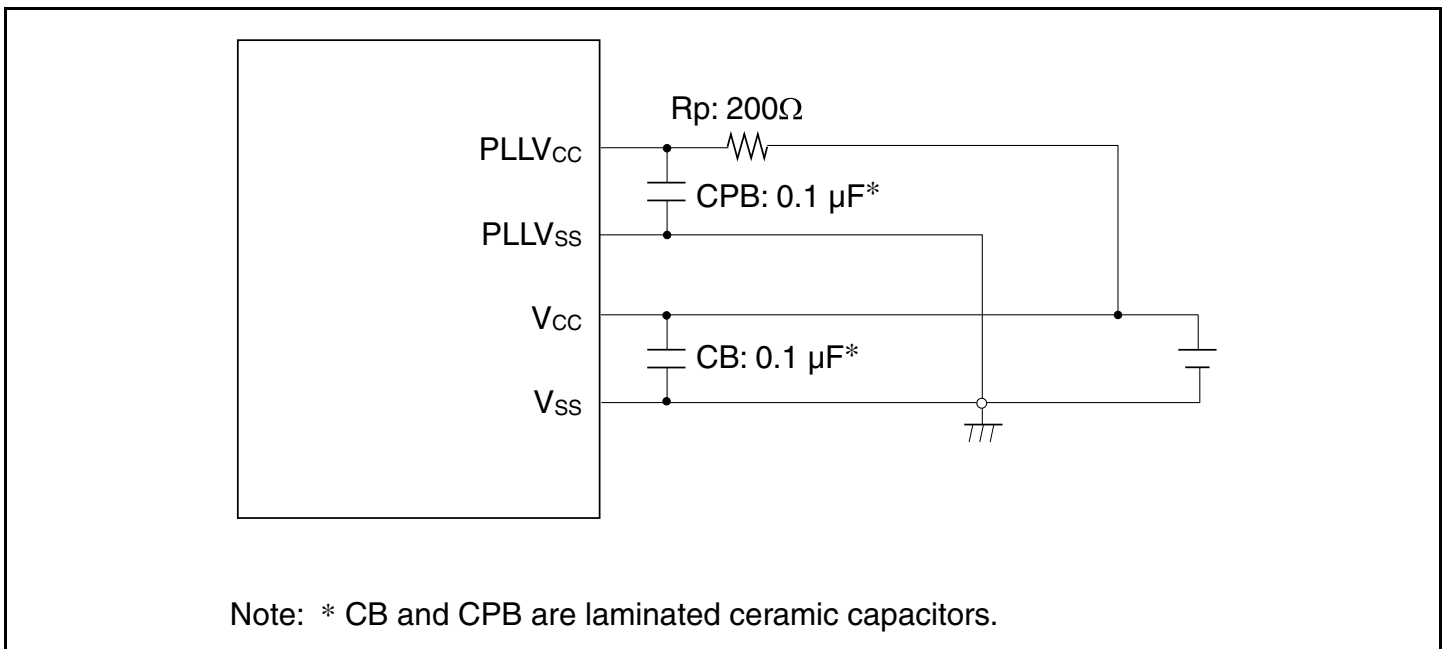 Rp: 200Ω
PLLVCC
CPB: 0.1 µF*
PLLVSS
VCC
CB: 0.1 µF*
VSS
Note: * CB and CPB are laminated ceramic capacitors.